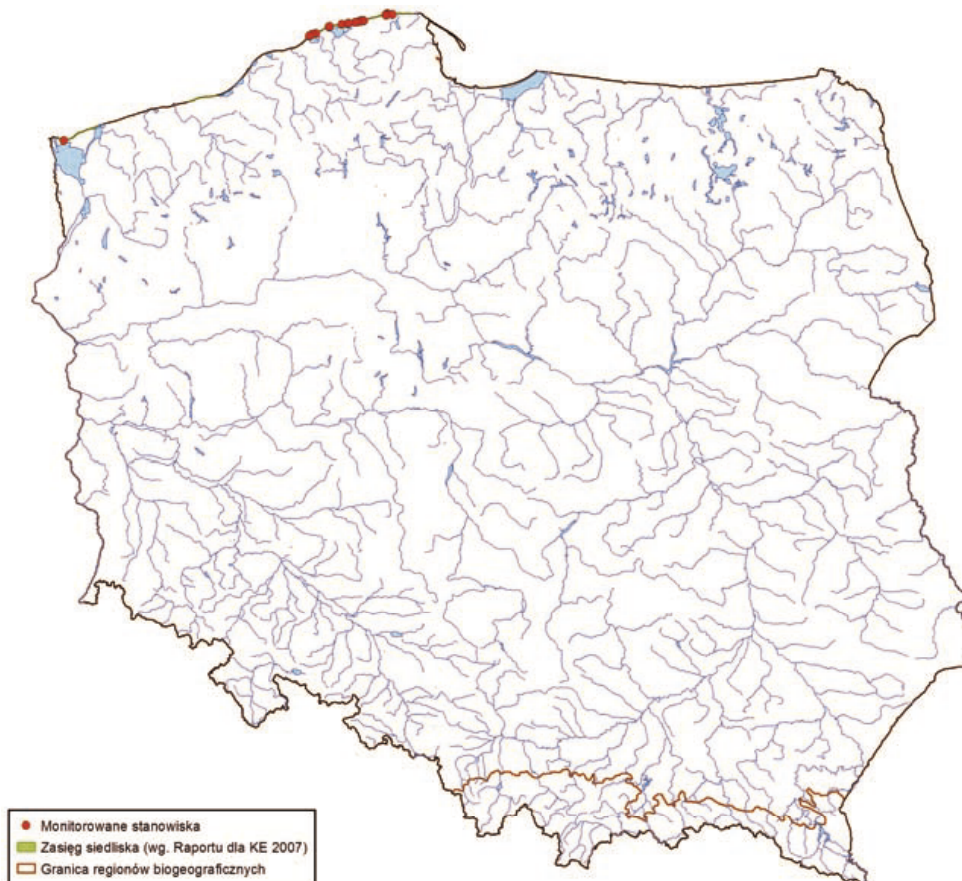 Monitorowane stanowiska
Zasięg siedliska (wg. Raportu dla KE 2007)
Granica regionów biogeograficznych